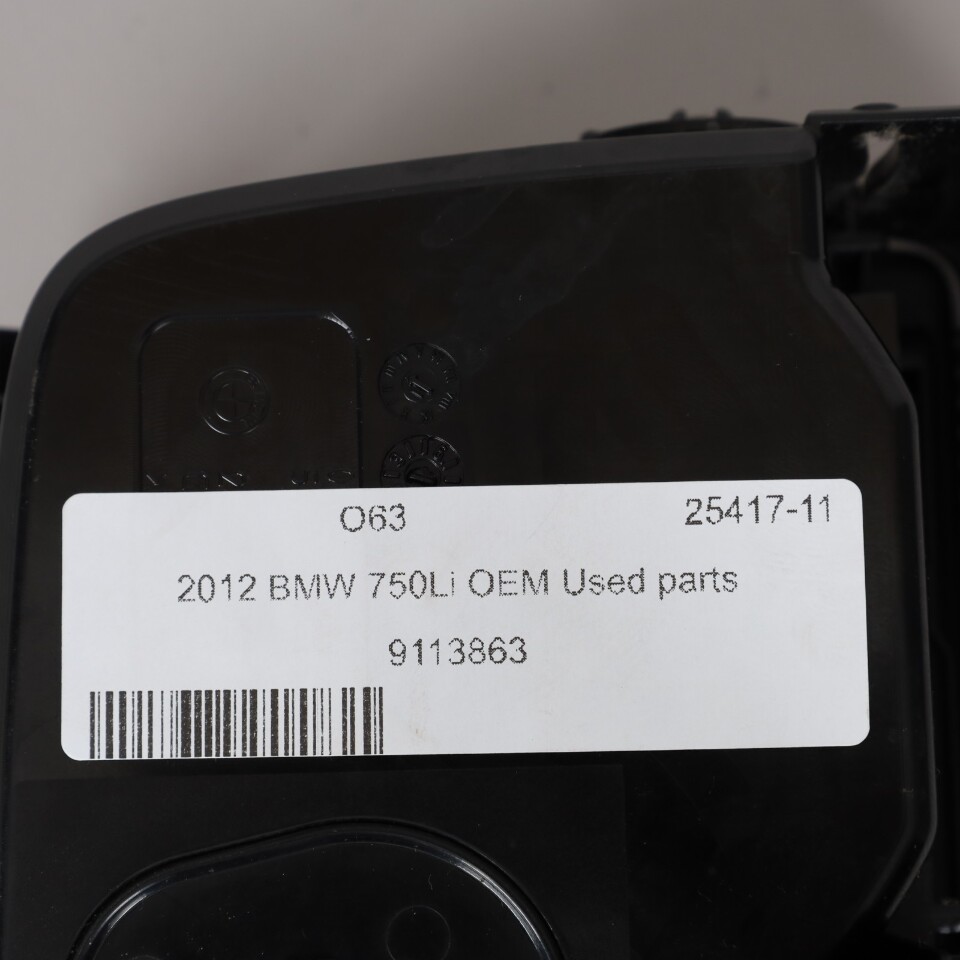 O63 25417-11
2012 BMW 750Li OEM Used parts
9113863